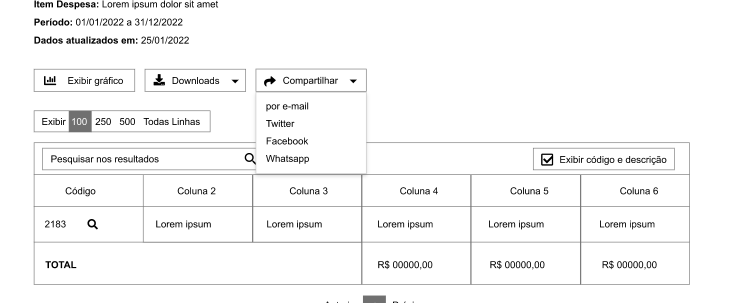 Item Despesa: Lorem ipsum dolor sit amet
Período: 01/01/2022 a 31/12/2022
Dados atualizados em: 25/01/2022
Exibir gráfico Downloads Compartilhar
por e-mail
Twitter
Facebook
Whatsapp
Exibir 100 250 500 Todas Linhas
Pesquisar nos resultados Exibir código e descrição
Código Coluna 2 Coluna 3 Coluna 4 Coluna 5 Coluna 6
2183 Lorem ipsum Lorem ipsum Lorem ipsum Lorem ipsum Lorem ipsum
TOTAL R$ 00000,00 R$ 00000,00 R$ 00000,00